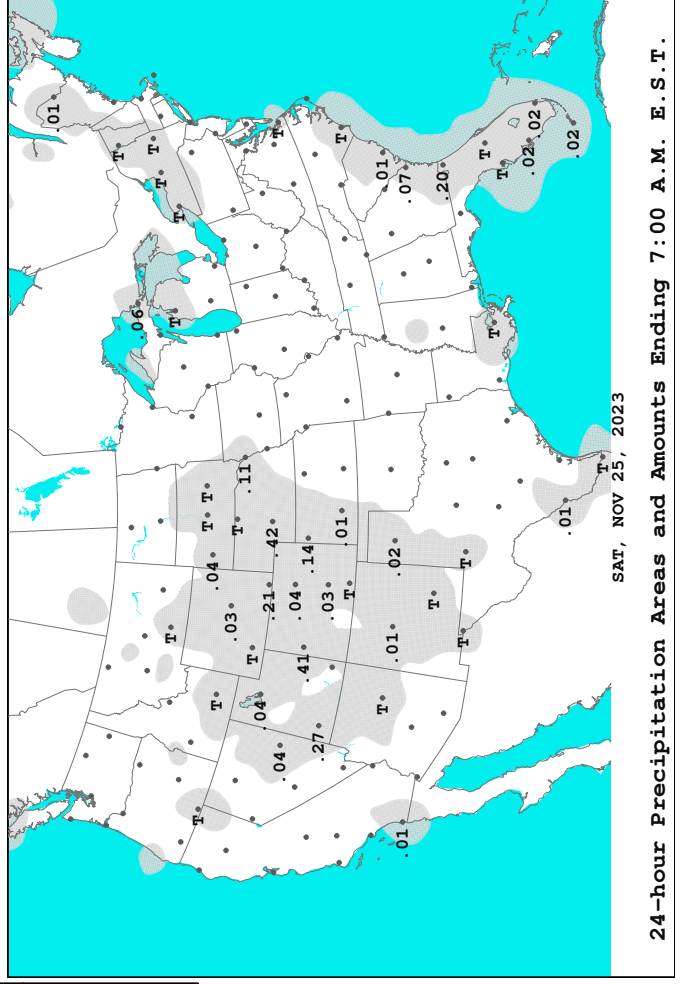 .01
T
.06
T
T
T
T
T
T
T
T
.04
T
.03
T
.11
T
.04
.21
.42
T
.04
.04
.41
.14
.27
.03
T
.01
T
.01
T
.01
.02
.01
.07
T
.20
T
T
T
T
T
.02
.02
.01
.02
T
SAT, NOV 25, 2023
24-hour Precipitation Areas and Amounts Ending 7:00 A.M. E.S.T.